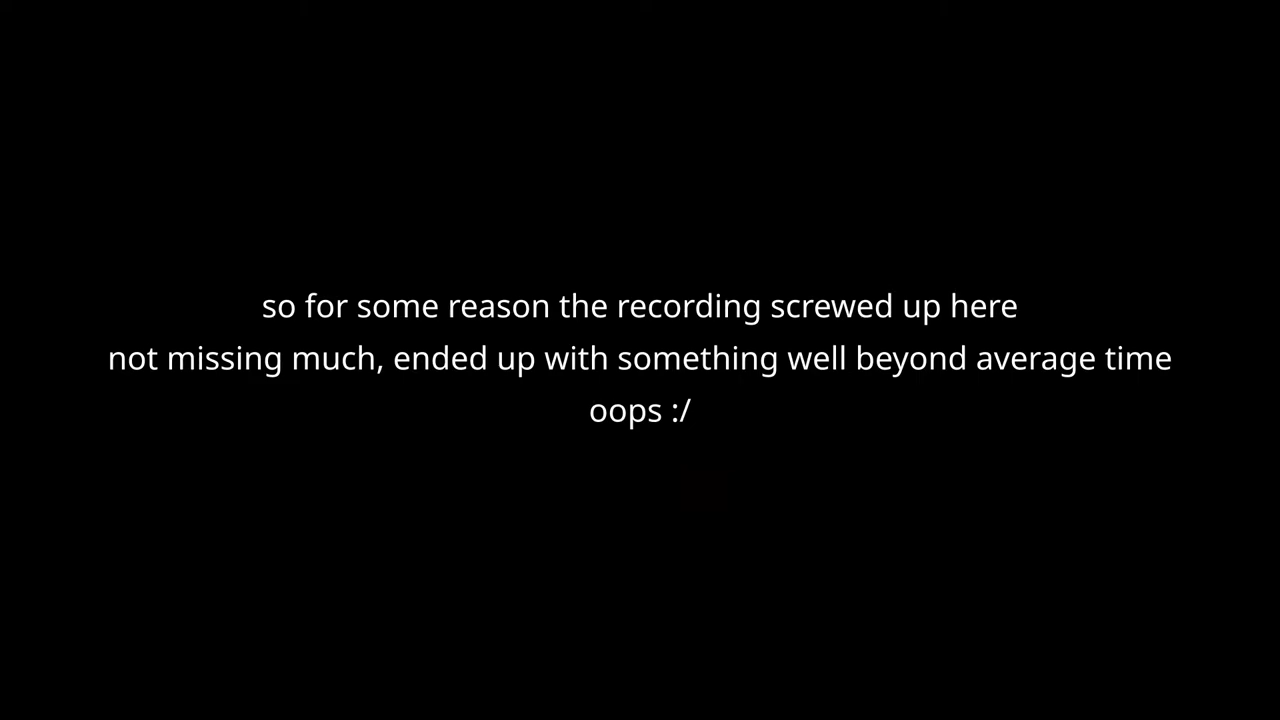 so for some reason the recording screwed up here
not missing much, ended up with something well beyond average time
oops :/